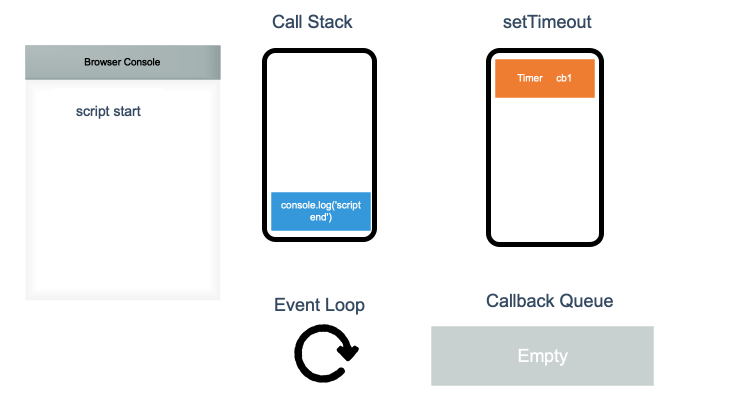 Call Stack
setTimeout
Browser Console
script start
Timer cb1
console.log('script
end')
Event Loop
Callback Queue
Empty